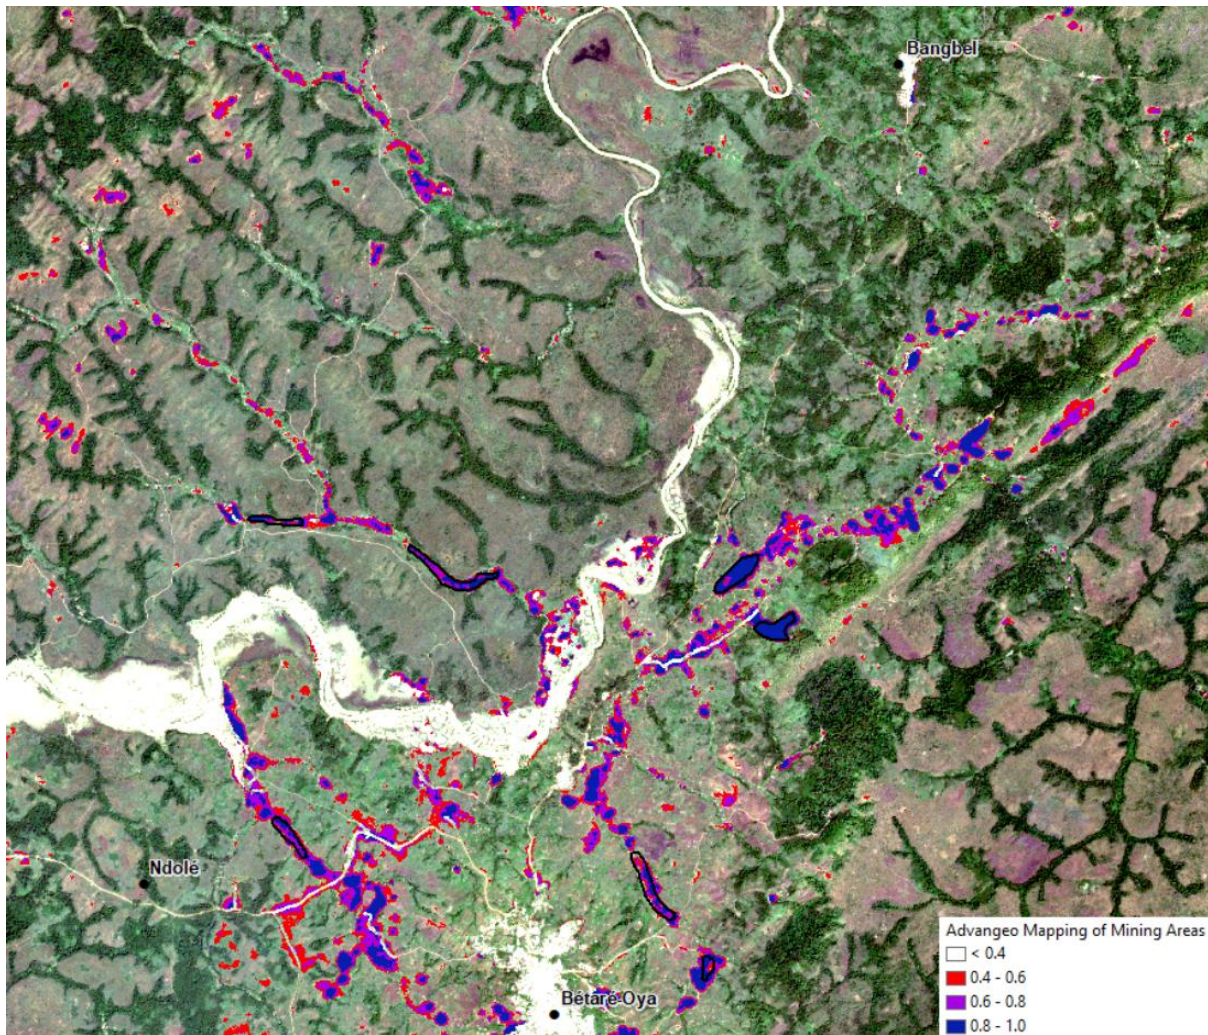 Bangbel
Ndolé
Bétaré-Oya
Advangeo Mapping of Mining Areas
< 0.4
0.4 - 0.6
0.6 - 0.8
0.8 - 1.0